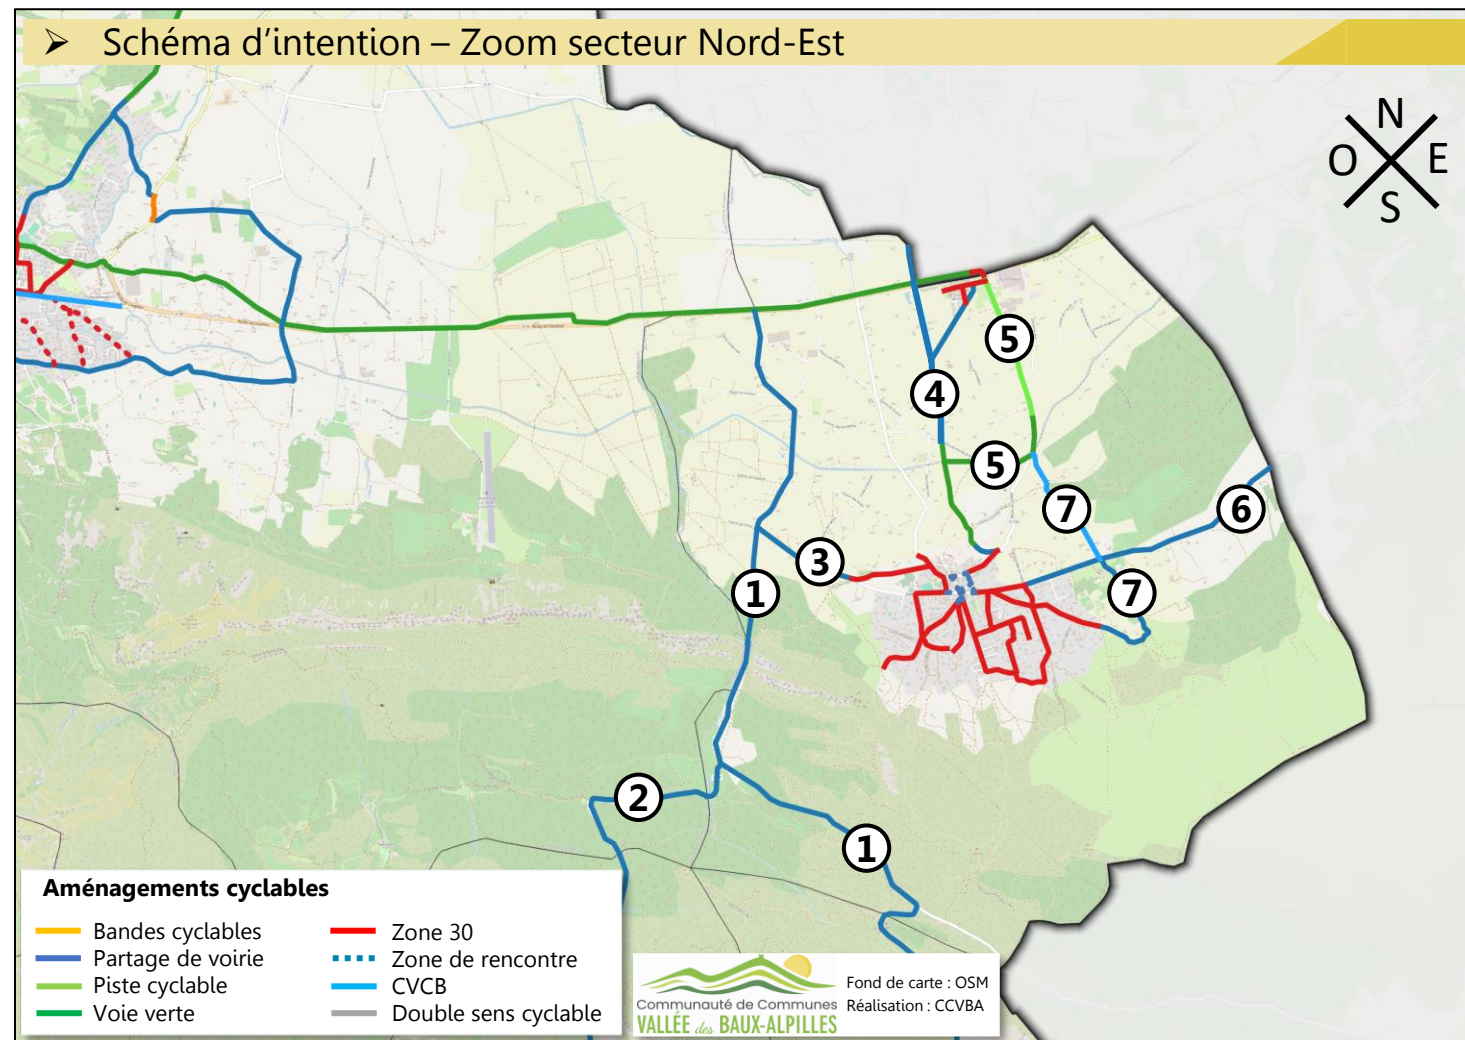 ➢ Schéma d’intention – Zoom secteur Nord-Est
N
O E
S
5
4
5
7
6
3
1
7
2
1
Aménagements cyclables
Bandes cyclables
Partage de voirie
Piste cyclable
Voie verte
Zone 30
Zone de rencontre
CVCB
Double sens cyclable
Communauté de Communes
VALLÉE des BAUX-ALPILLES
Fond de carte : OSM
Réalisation : CCVBA